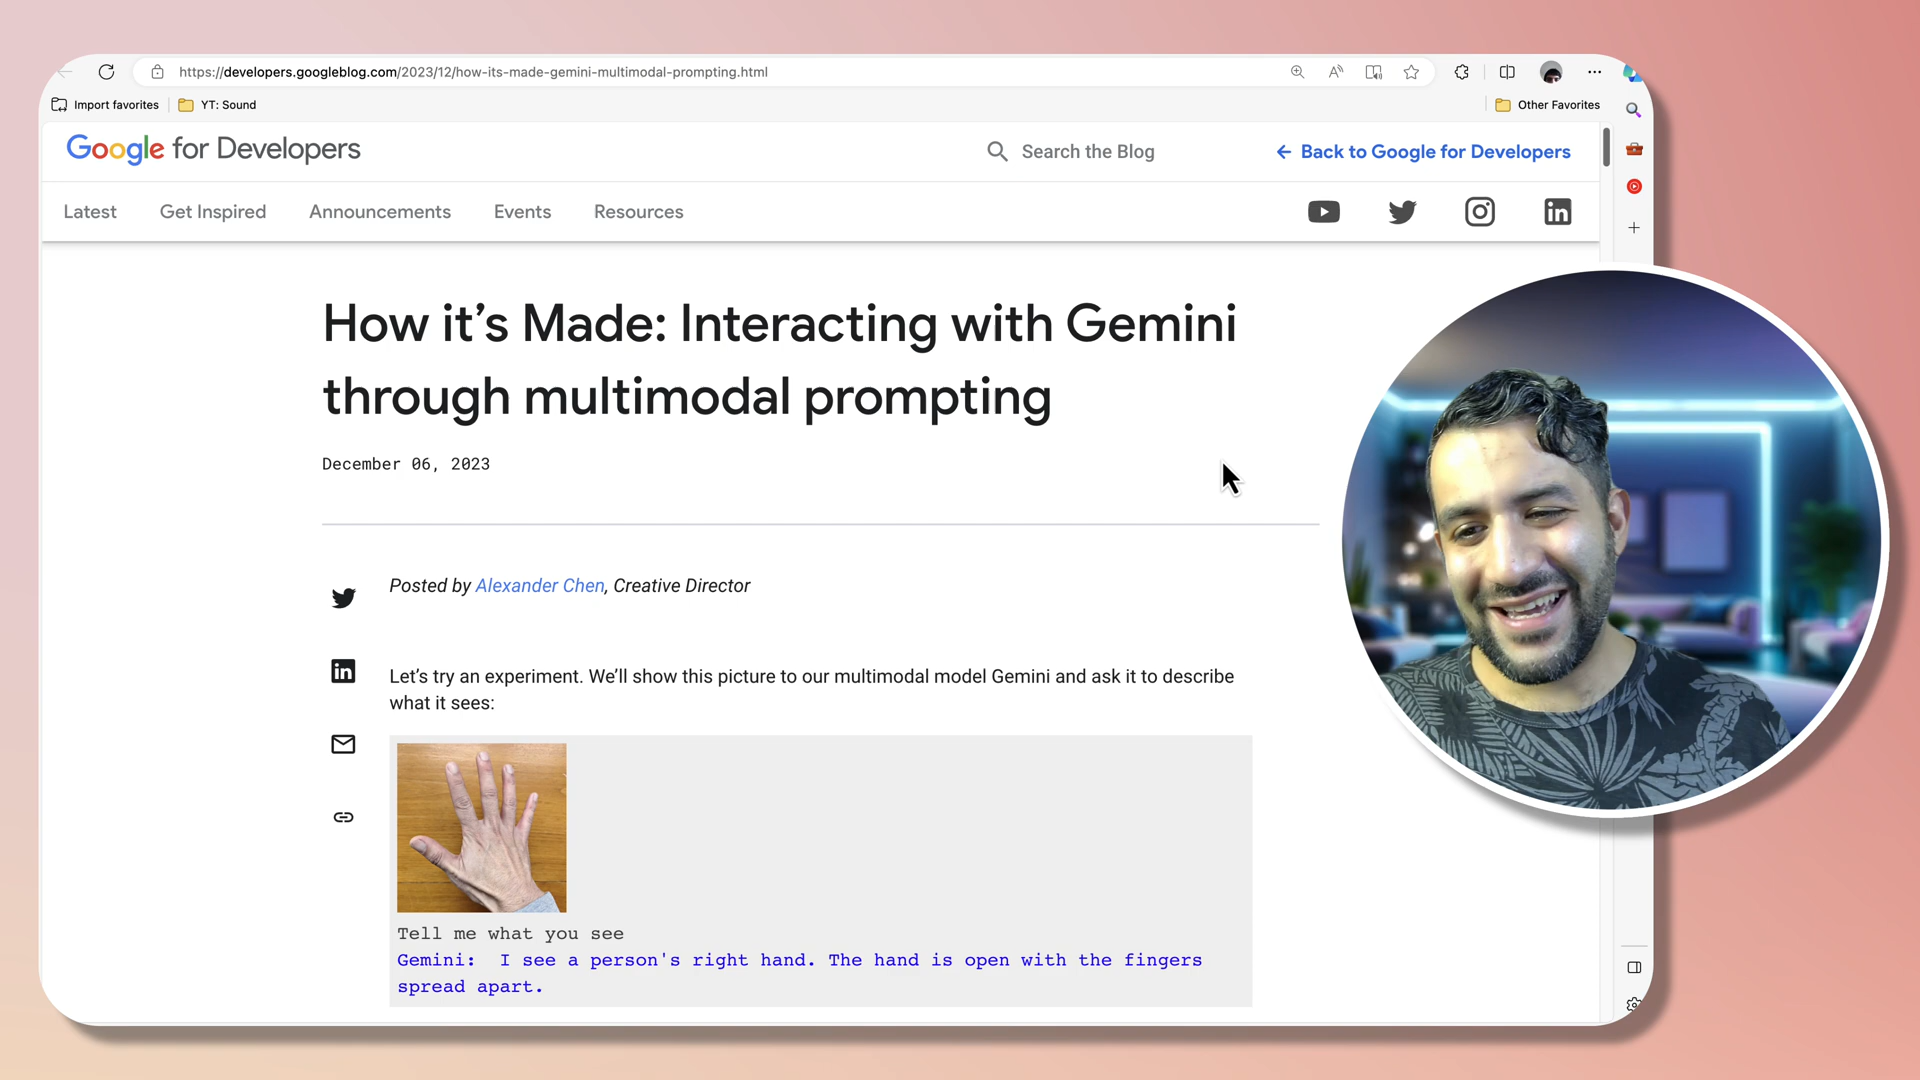 https://developers.googleblog.com/2023/12/how-its-made-gemini-multimodal-prompting.html
Import favorites
YT: Sound
Other Favorites
Google for Developers
Search the Blog
Back to Google for Developers
Latest
Get Inspired
Announcements
Events
Resources
How it’s Made: Interacting with Gemini
through multimodal prompting
December 06, 2023
Posted by Alexander Chen, Creative Director
Let’s try an experiment. We’ll show this picture to our multimodal model Gemini and ask it to describe
what it sees:
Tell me what you see
Gemini:  I see a person's right hand. The hand is open with the fingers
spread apart.